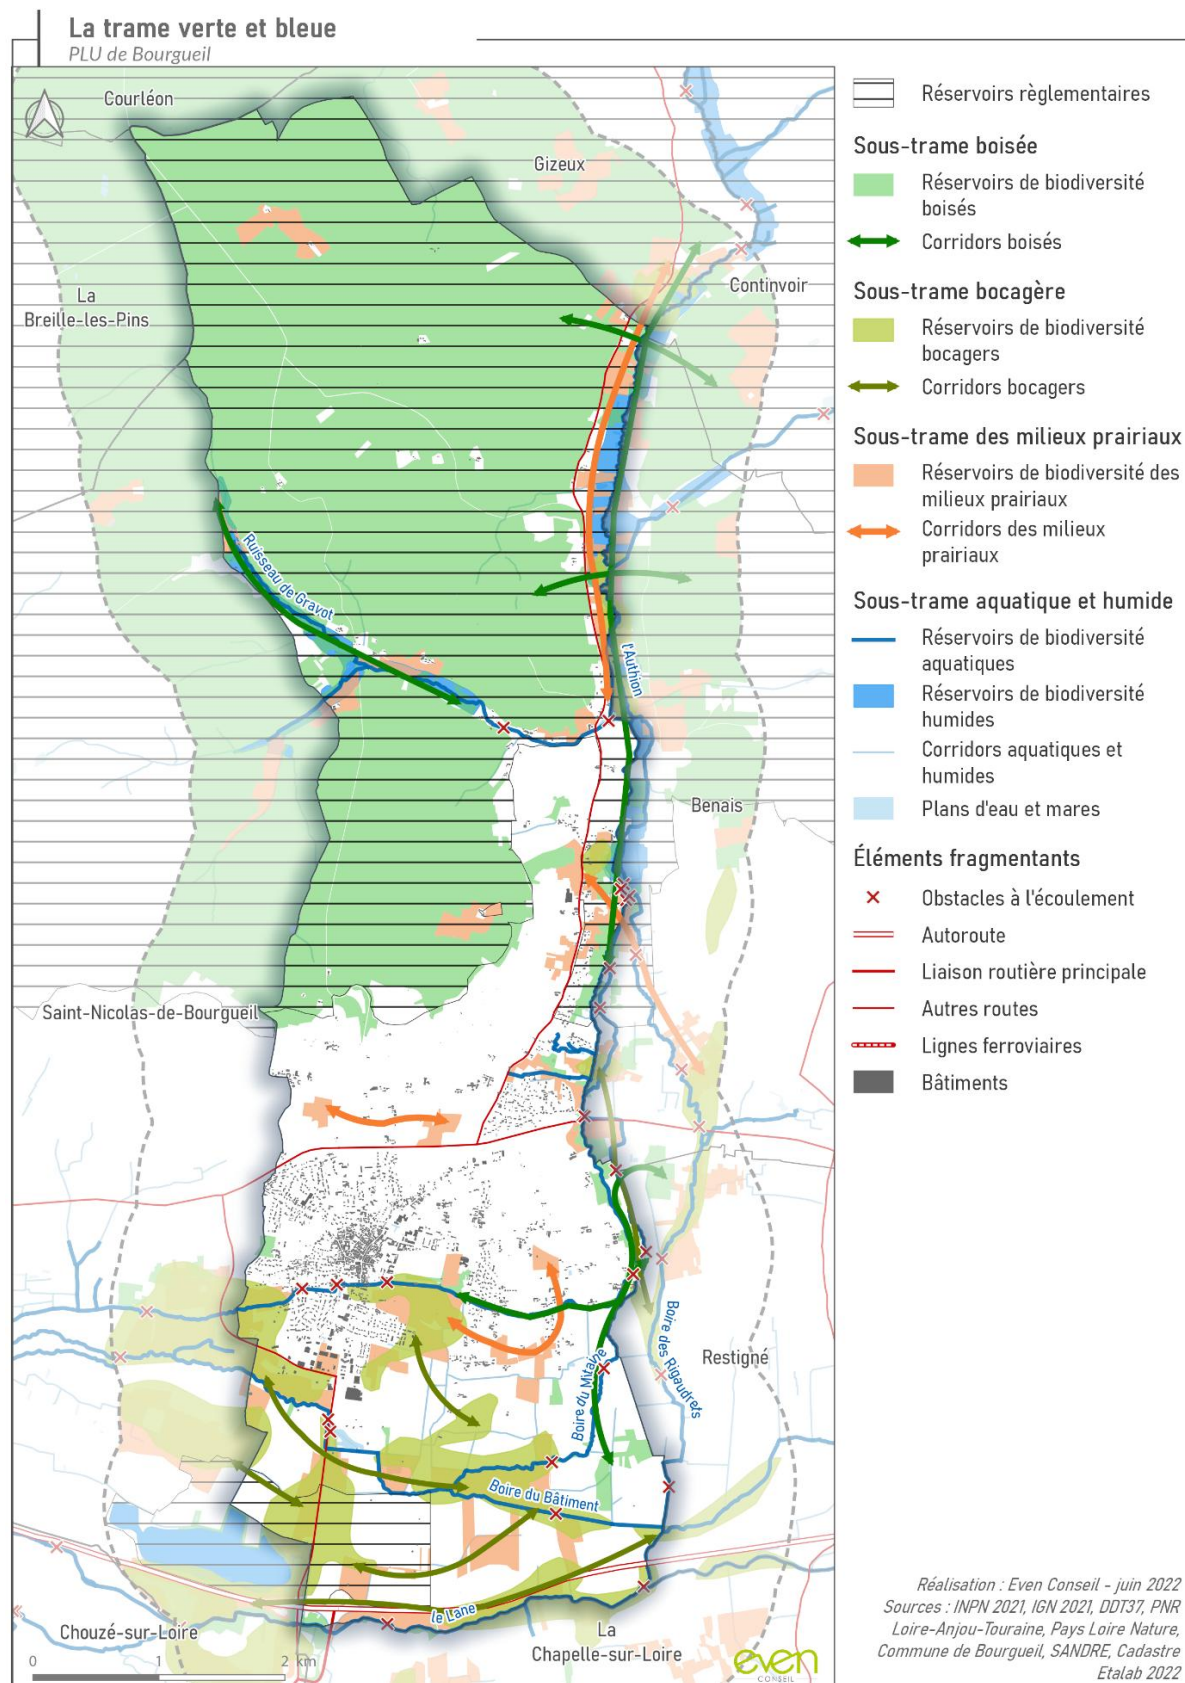 La trame verte et bleue
PLU de Bourgueil
Courléon
Gizeux
Continvoir
La
Breille-les-Pins
Ruisseau de Gravot
l'Authion
Benais
Saint-Nicolas-de-Bourgueil
Boire des Rigaudrets
Restigné
Boire du Mitavie
Boire du Bâtiment
le Lane
Chouzé-sur-Loire
La
Chapelle-sur-Loire
0 1 2 km
even
CONSEIL
Réservoirs règlementaires
Sous-trame boisée
Réservoirs de biodiversité
boisés
Corridors boisés
Sous-trame bocagère
Réservoirs de biodiversité
bocagers
Corridors bocagers
Sous-trame des milieux prairiaux
Réservoirs de biodiversité des
milieux prairiaux
Corridors des milieux
prairiaux
Sous-trame aquatique et humide
Réservoirs de biodiversité
aquatiques
Réservoirs de biodiversité
humides
Corridors aquatiques et
humides
Plans d'eau et mares
Éléments fragmentants
Obstacles à l'écoulement
Autoroute
Liaison routière principale
Autres routes
Lignes ferroviaires
Bâtiments
Réalisation : Even Conseil - juin 2022
Sources : INPN 2021, IGN 2021, DDT37, PNR
Loire-Anjou-Touraine, Pays Loire Nature,
Commune de Bourgueil, SANDRE, Cadastre
Etalab 2022